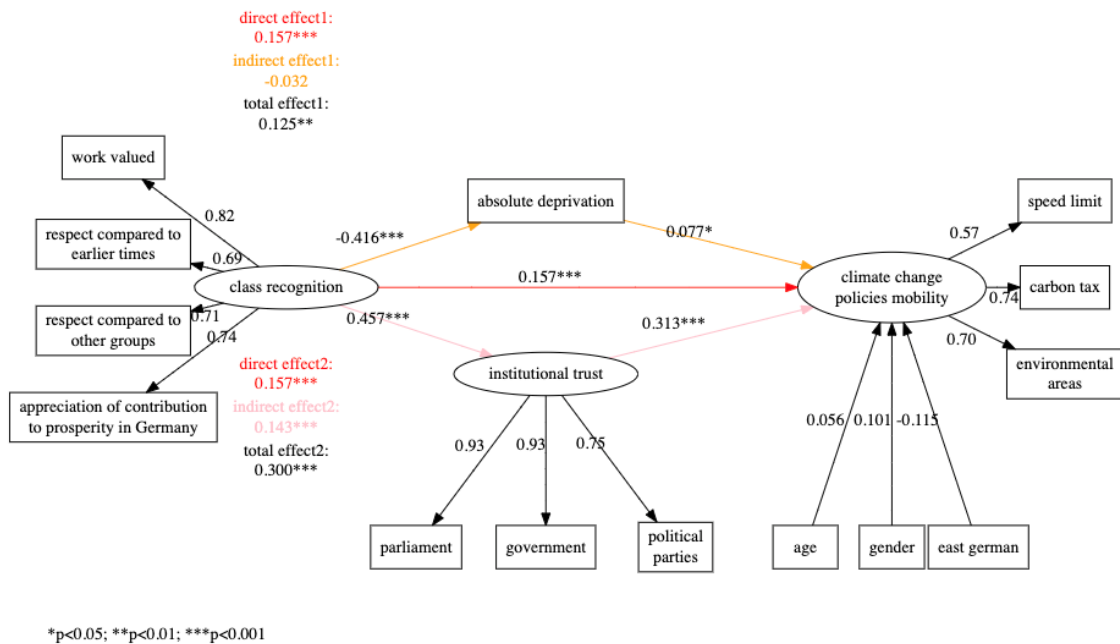 direct effect1:
0.157***
indirect effect1:
-0.032
total effect1:
0.125**
work valued
0.82
respect compared to
earlier times
0.69
class recognition
respect compared to
other groups
0.71
0.74
appreciation of contribution
to prosperity in Germany
-0.416***
absolute deprivation
0.077*
0.157***
0.457***
0.313***
institutional trust
direct effect2:
0.157***
indirect effect2:
0.143***
total effect2:
0.300***
0.93
0.93
0.75
parliament
government
political
parties
climate change
policies mobility
0.57
speed limit
0.74
carbon tax
0.70
environmental
areas
0.056
0.101
-0.115
age
gender
east german
*p<0.05; **p<0.01; ***p<0.001